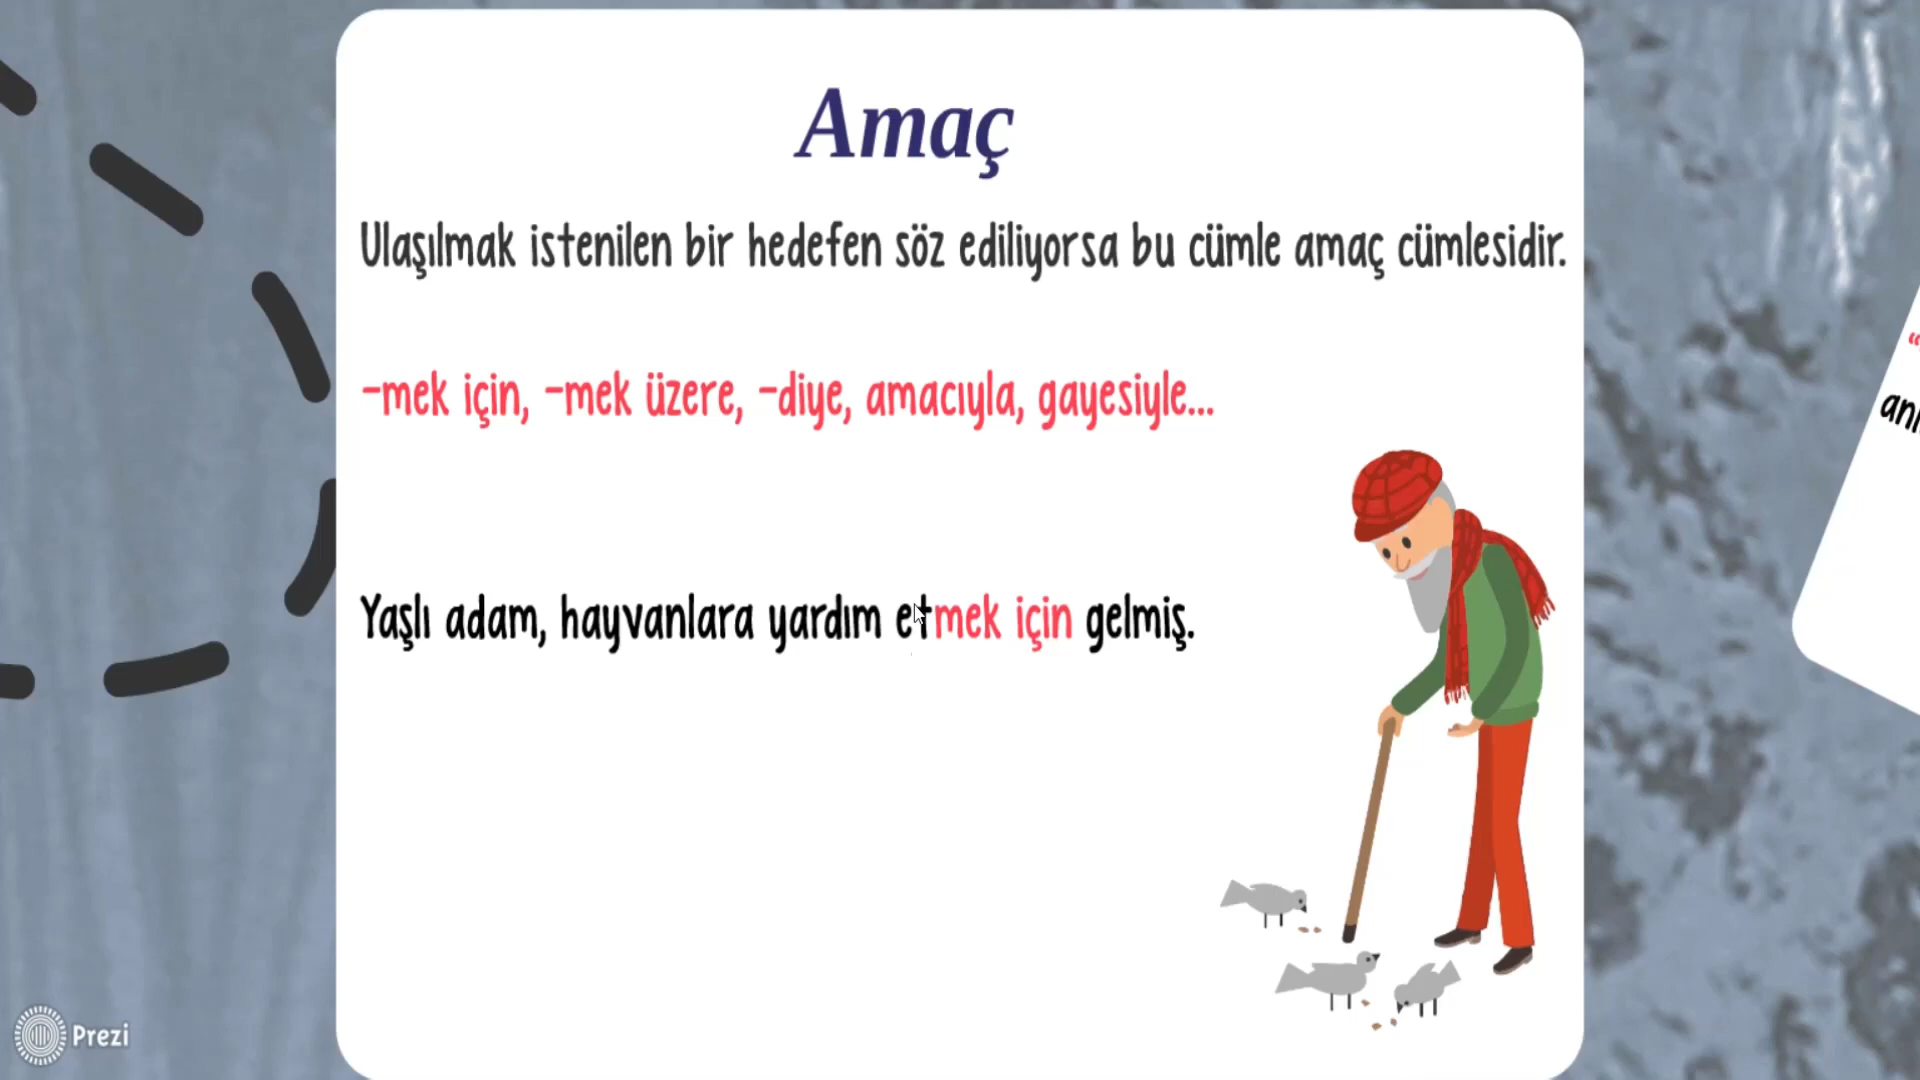 Amaç
Ulaşılmak istenilen bir hedefen söz ediliyorsa bu cümle amaç cümlesidir.
-mek için, -mek üzere, -diye, amacıyla, gayesiyle...
Yaşlı adam, hayvanlara yardım etmek için gelmiş.
Prezi